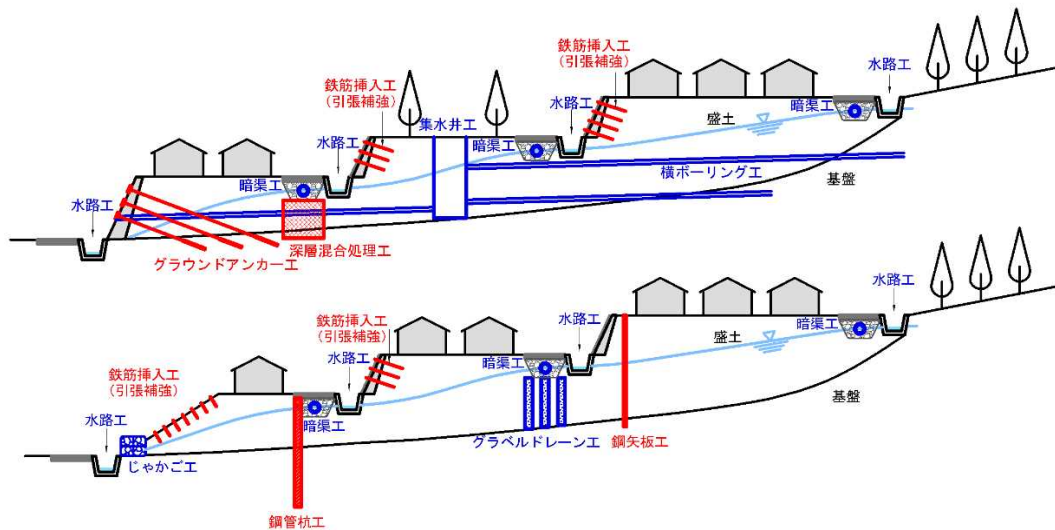 鉄筋挿入工
（引張補強）
水路工
鉄筋挿入工
（引張補強）
水路工
集水井工
水路工
暗渠工
盛土
暗渠工
暗渠工
横ボーリング工
基盤
水路工
深層混合処理工
グラウンドアンカー工
水路工
鉄筋挿入工
（引張補強）
水路工
水路工
盛土
暗渠工
鉄筋挿入工
（引張補強）
暗渠工
基盤
水路工
暗渠工
じゃかご工
グラベルドレーン工
鋼矢板工
鋼管杭工